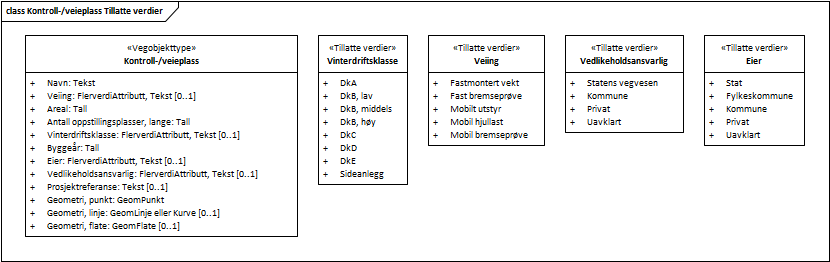 class Kontroll-/veieplass Tillatte verdier
«Vegobjekttype»
Kontroll-/veieplass
+ Navn: Tekst
+ Veiing: FlerverdiAttributt, Tekst [0..1]
+ Areal: Tall
+ Antall oppstillingsplasser, lange: Tall
+ Vinterdriftsklasse: FlerverdiAttributt, Tekst [0..1]
+ Byggeår: Tall
+ Eier: FlerverdiAttributt, Tekst [0..1]
+ Vedlikeholdsansvarlig: FlerverdiAttributt, Tekst [0..1]
+ Prosjektreferanse: Tekst [0..1]
+ Geometri, punkt: GeomPunkt
+ Geometri, linje: GeomLinje eller Kurve [0..1]
+ Geometri, flate: GeomFlate [0..1]
«Tillatte verdier»
Vinterdriftsklasse
+ DkA
+ DkB, lav
+ DkB, middels
+ DkB, høy
+ DkC
+ DkD
+ DkE
+ Sideanlegg
«Tillatte verdier»
Veiing
+ Fastmontert vekt
+ Fast bremseprøve
+ Mobilt utstyr
+ Mobil hjullast
+ Mobil bremseprøve
«Tillatte verdier»
Vedlikeholdsansvarlig
+ Statens vegvesen
+ Kommune
+ Privat
+ Uavklart
«Tillatte verdier»
Eier
+ Stat
+ Fylkeskommune
+ Kommune
+ Privat
+ Uavklart